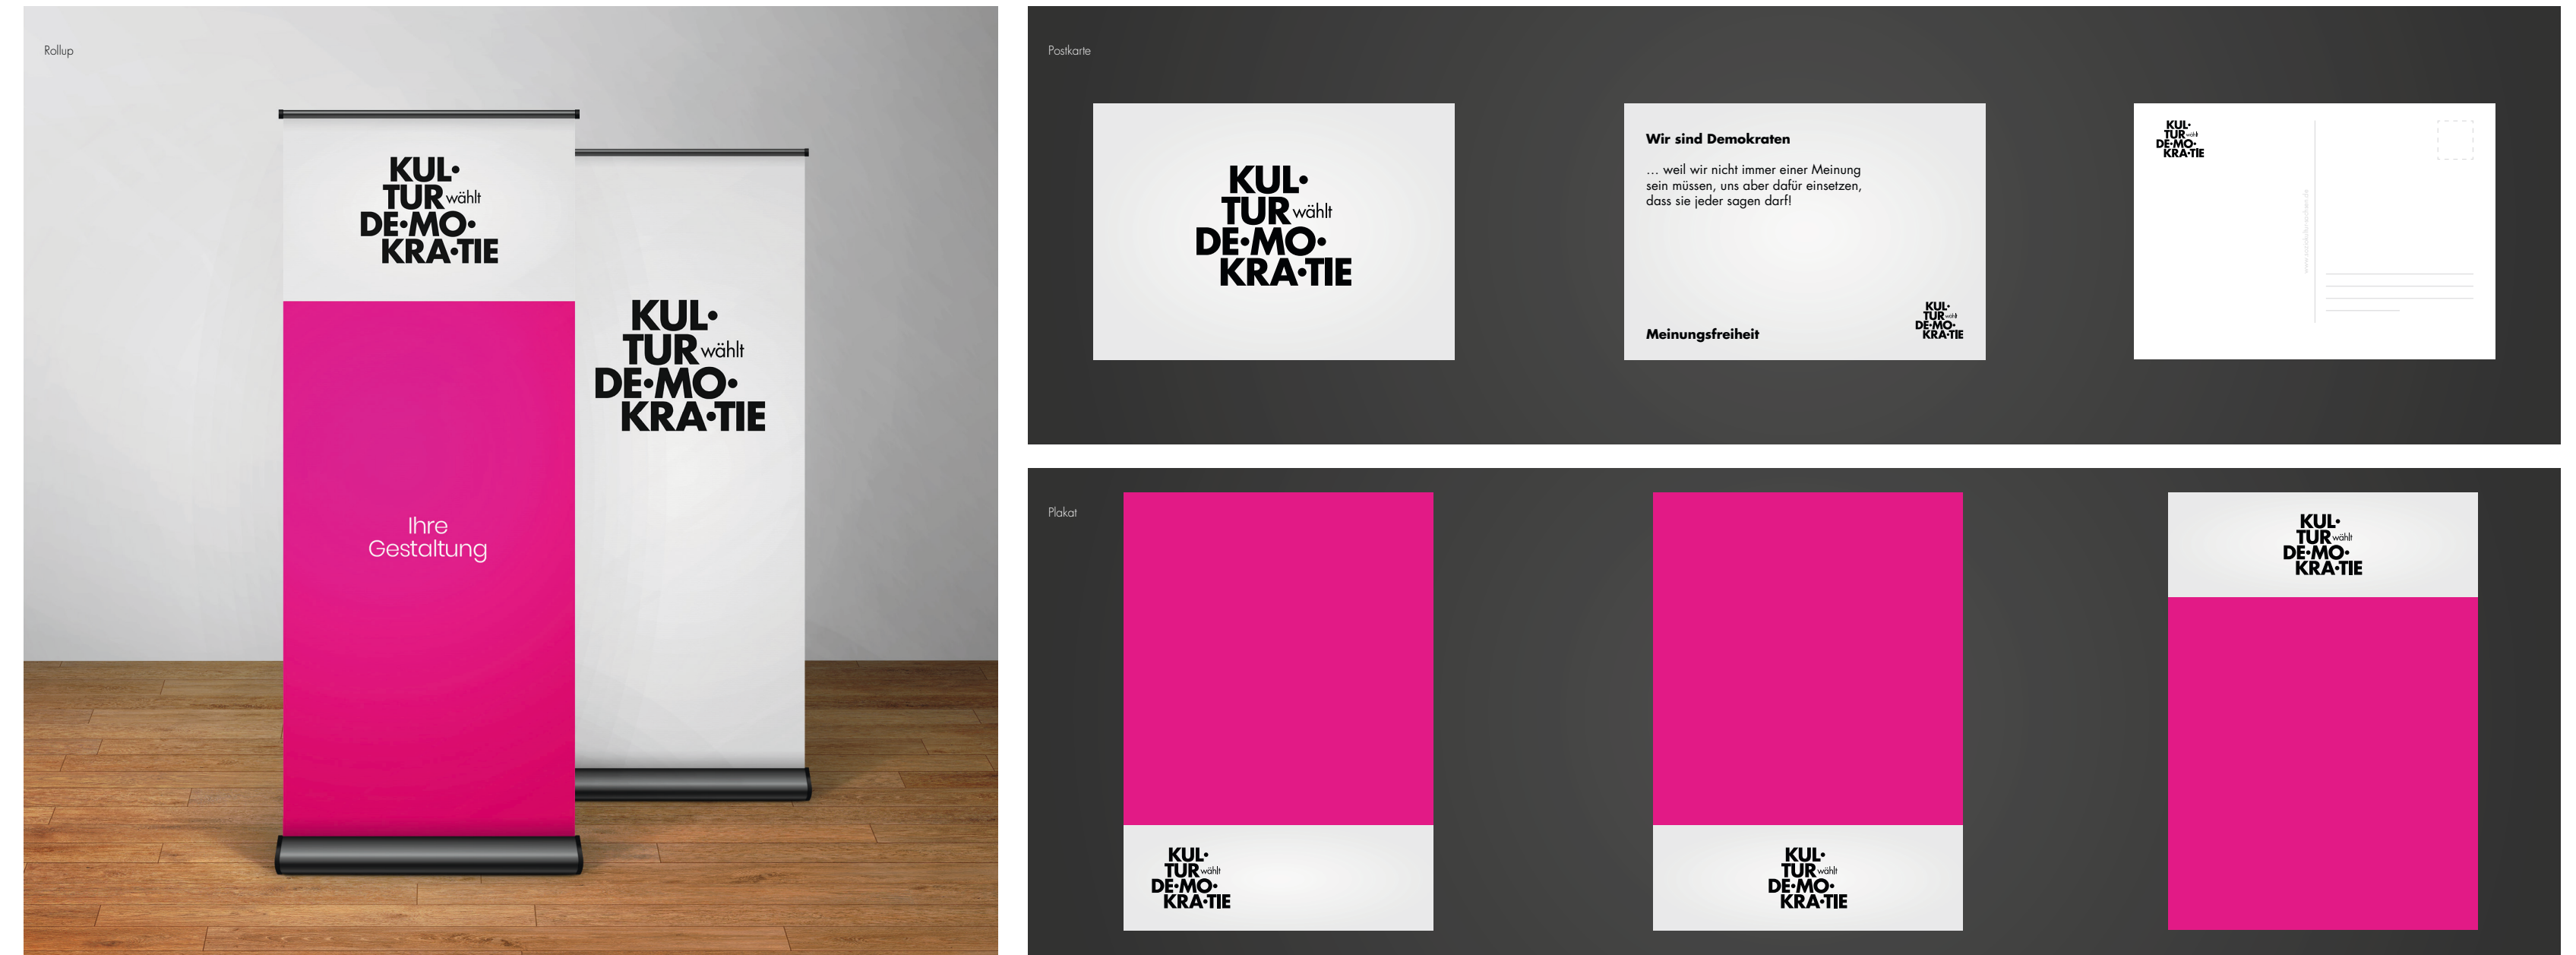 Rollup
KUL•
TUR wählt
DE•MO•
KRA•TIE
Ihre
Gestaltung
KUL•
TUR wählt
DE•MO•
KRA•TIE
Postkarte
KUL•
TUR wählt
DE•MO•
KRA•TIE
Wir sind Demokraten
… weil wir nicht immer einer Meinung
sein müssen, uns aber dafür einsetzen,
dass sie jeder sagen darf!
Meinungsfreiheit
KUL•
TUR wählt
DE•MO•
KRA•TIE
KUL•
TUR wählt
DE•MO•
KRA•TIE
Plakat
KUL•
TUR wählt
DE•MO•
KRA•TIE
KUL•
TUR wählt
DE•MO•
KRA•TIE
KUL•
TUR wählt
DE•MO•
KRA•TIE